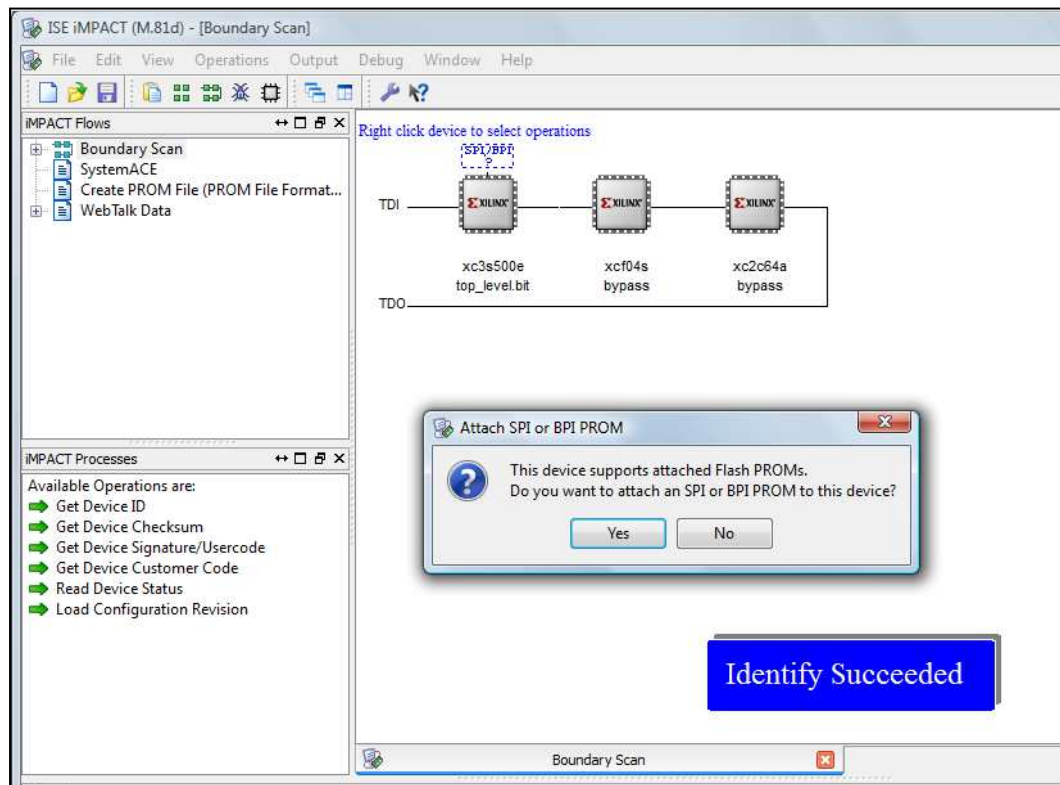 ISE iMPACT (M.81d) - [Boundary Scan]
File Edit View Operations Output Debug Window Help
iMPACT Flows
Boundary Scan
SystemACE
Create PROM File (PROM File Format...
WebTalk Data
Right click device to select operations
SPI/BPI
?
TDI
XILINX XILINX XILINX
xc3s500e xcf04s xc2c64a
top_level.bit bypass bypass
TDO
Attach SPI or BPI PROM
This device supports attached Flash PROMs.
Do you want to attach an SPI or BPI PROM to this device?
Yes No
iMPACT Processes
Available Operations are:
Get Device ID
Get Device Checksum
Get Device Signature/Usercode
Get Device Customer Code
Read Device Status
Load Configuration Revision
Identify Succeeded
Boundary Scan